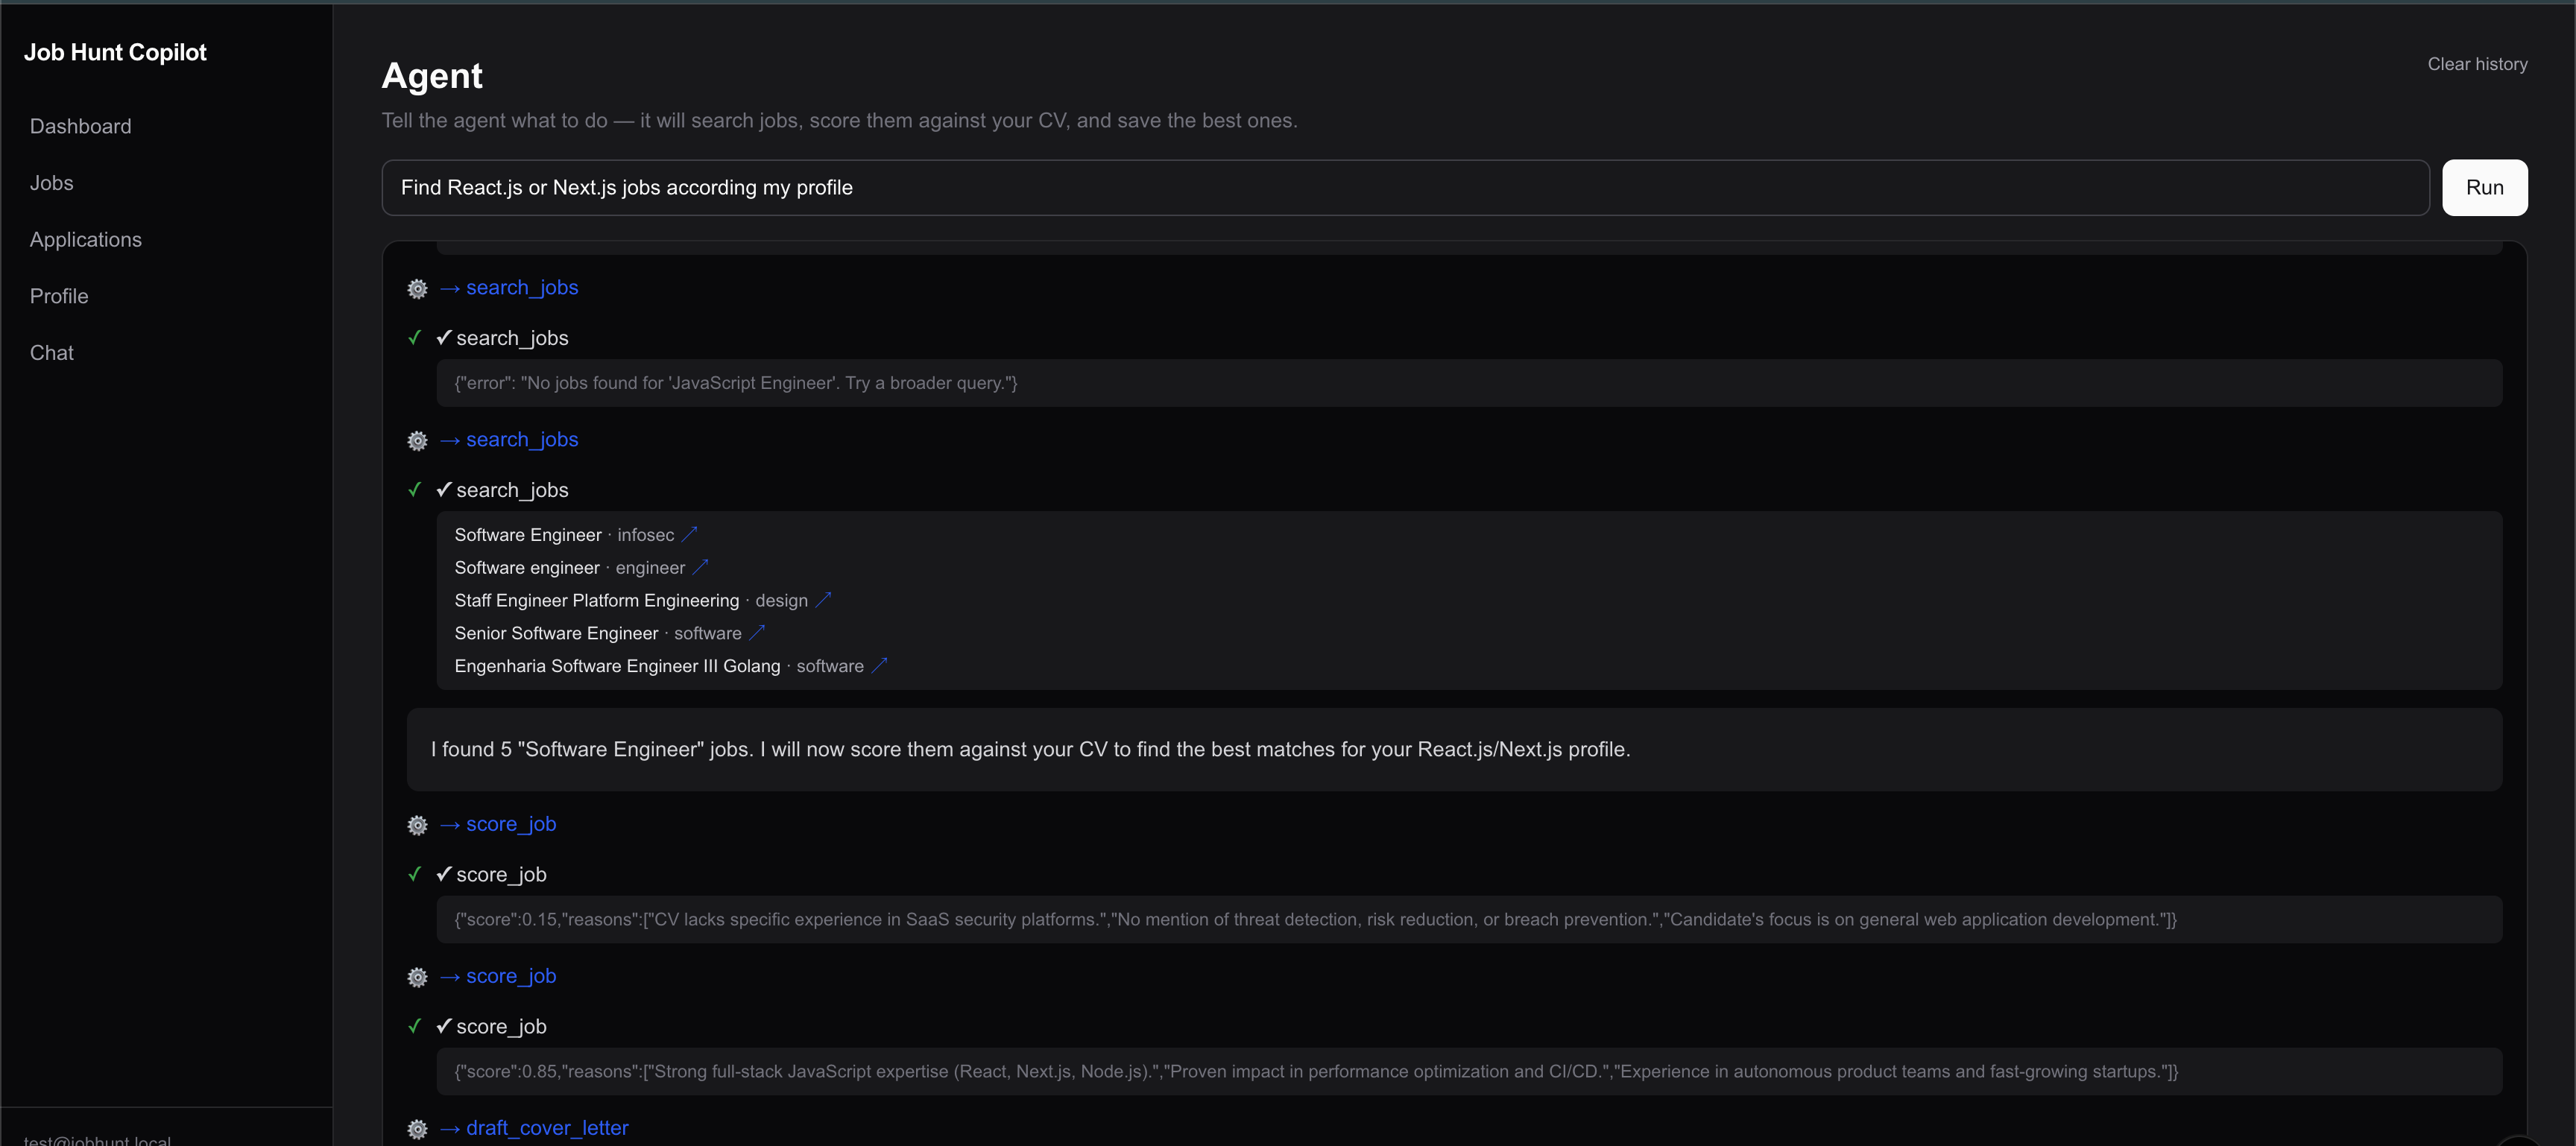 Job Hunt Copilot
Dashboard
Jobs
Applications
Profile
Chat
test@jobhunt.local
Agent
Clear history
Tell the agent what to do — it will search jobs, score them against your CV, and save the best ones.
Find React.js or Next.js jobs according my profile
Run
→ search_jobs
✓ ✓ search_jobs
{"error": "No jobs found for 'JavaScript Engineer'. Try a broader query."}
→ search_jobs
✓ ✓ search_jobs
Software Engineer · infosec ↗
Software engineer · engineer ↗
Staff Engineer Platform Engineering · design ↗
Senior Software Engineer · software ↗
Engenharia Software Engineer III Golang · software ↗
I found 5 "Software Engineer" jobs. I will now score them against your CV to find the best matches for your React.js/Next.js profile.
→ score_job
✓ ✓ score_job
{"score":0.15,"reasons":["CV lacks specific experience in SaaS security platforms.","No mention of threat detection, risk reduction, or breach prevention.","Candidate's focus is on general web application development."]}
→ score_job
✓ ✓ score_job
{"score":0.85,"reasons":["Strong full-stack JavaScript expertise (React, Next.js, Node.js).","Proven impact in performance optimization and CI/CD.","Experience in autonomous product teams and fast-growing startups."]}
→ draft_cover_letter